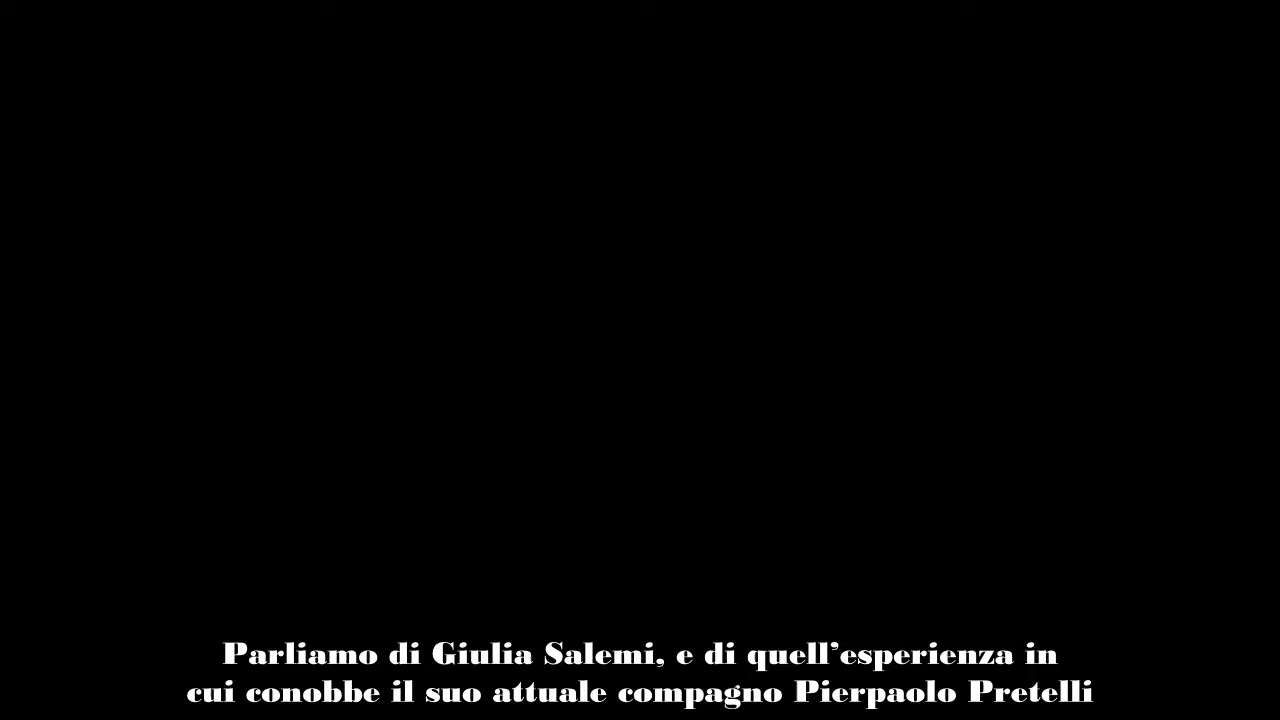 Parliamo di Giulia Salemi, e di quell’esperienza in
cui conobbe il suo attuale compagno Pierpaolo Pretelli